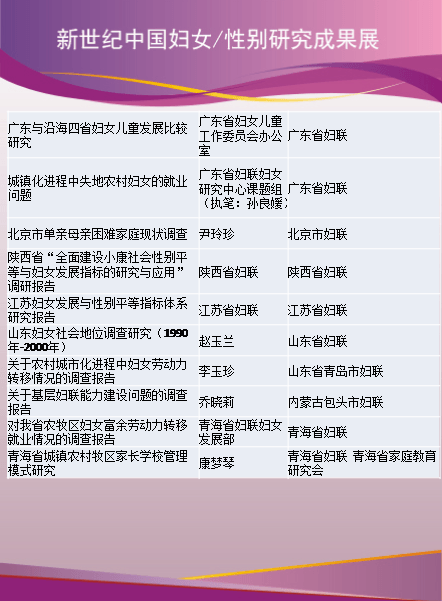 新世纪中国妇女/性别研究成果展
广东与沿海四省妇女儿童发展比较
研究
广东省妇女儿童
工作委员会办公
室
广东省妇联
城镇化进程中失地农村妇女的就业
问题
广东省妇联妇女
研究中心课题组
（执笔：孙良媛）
广东省妇联
北京市单亲母亲困难家庭现状调查
尹玲珍
北京市妇联
陕西省“全面建设小康社会性别平
等与妇女发展指标的研究与应用”
调研报告
陕西省妇联
陕西省妇联
江苏妇女发展与性别平等指标体系
研究报告
江苏省妇联
江苏省妇联
山东妇女社会地位调查研究（1990
年-2000年）
赵玉兰
山东省妇联
关于农村城市化进程中妇女劳动力
转移情况的调查报告
李玉珍
山东省青岛市妇联
关于基层妇联能力建设问题的调查
报告
乔晓莉
内蒙古包头市妇联
对我省农牧区妇女富余劳动力转移
就业情况的调查报告
青海省妇联妇女
发展部
青海省妇联
青海省城镇农村牧区家长学校管理
模式研究
康梦琴
青海省妇联 青海省家庭教育
研究会